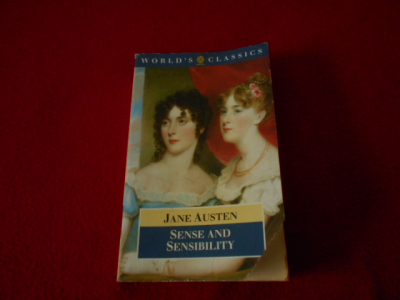 WORLD'S CLASSICS
JANE AUSTEN
SENSE AND
SENSIBILITY